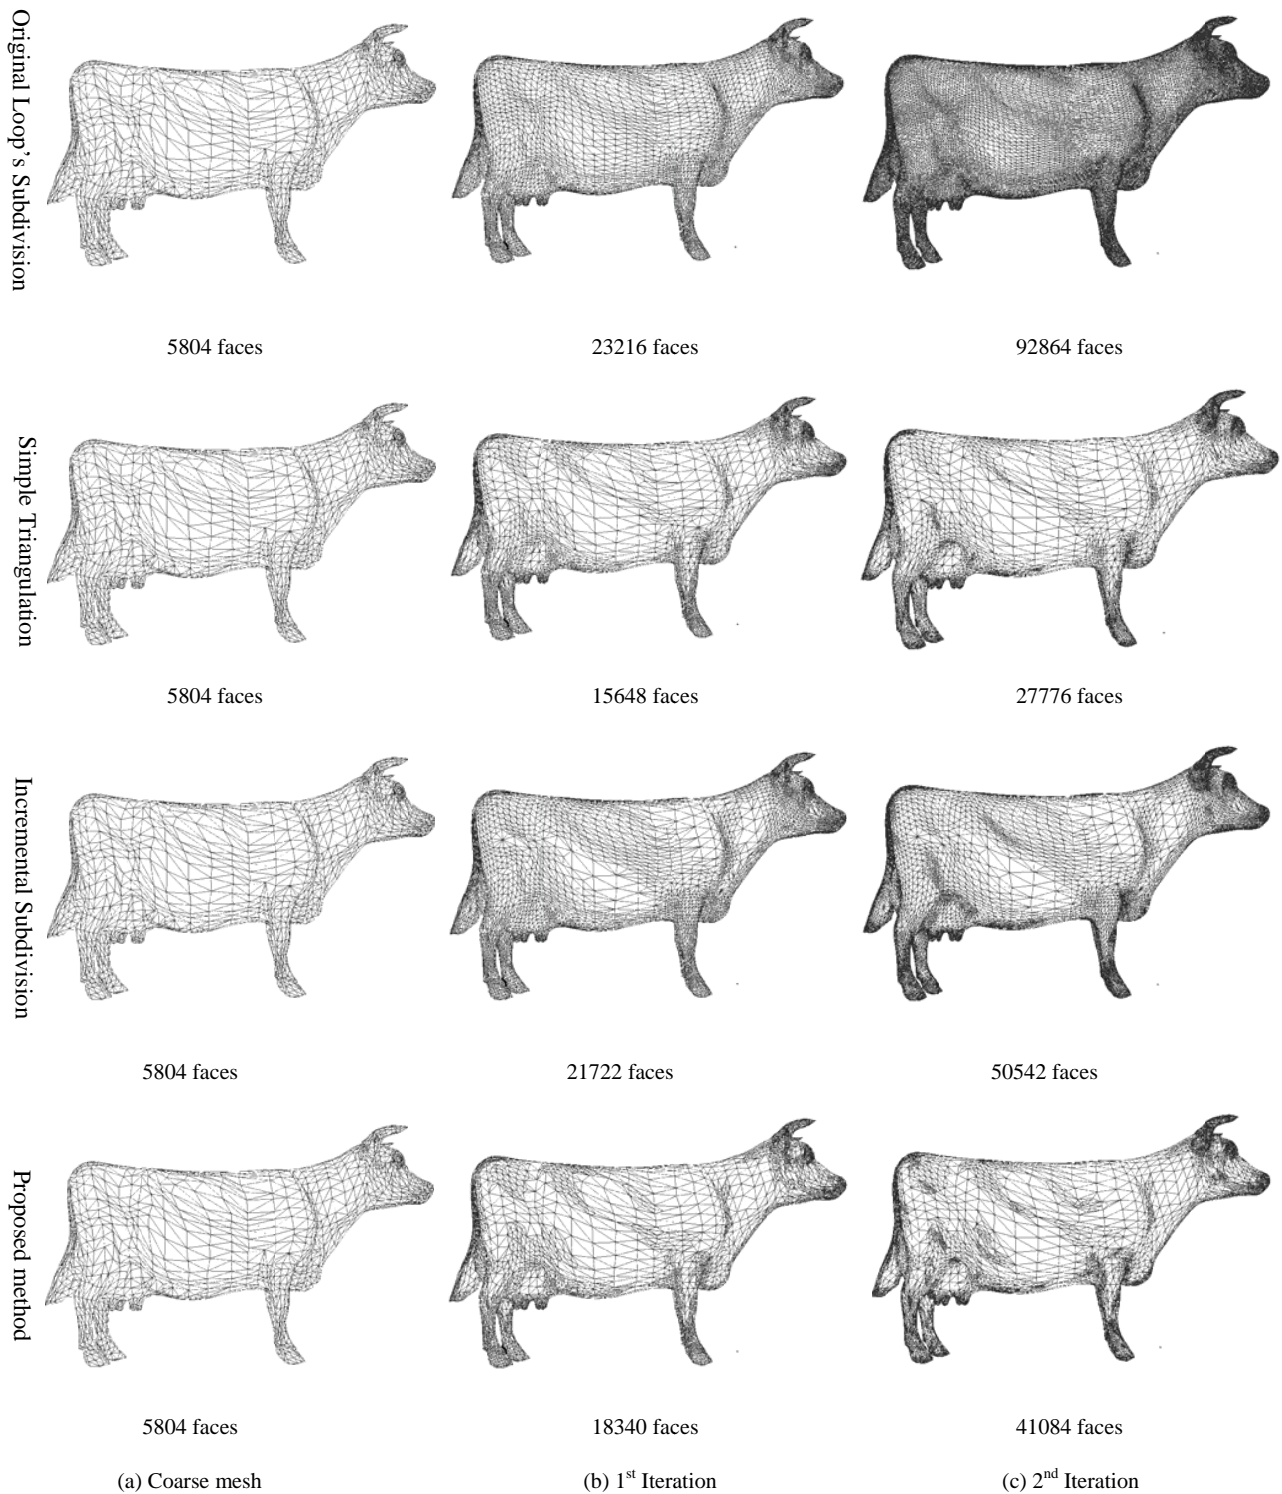 Original Loop's Subdivision
5804 faces
23216 faces
92864 faces
Simple Triangulation
5804 faces
15648 faces
27776 faces
Incremental Subdivision
5804 faces
21722 faces
50542 faces
Proposed method
5804 faces
18340 faces
41084 faces
(a) Coarse mesh
(b) 1st Iteration
(c) 2nd Iteration